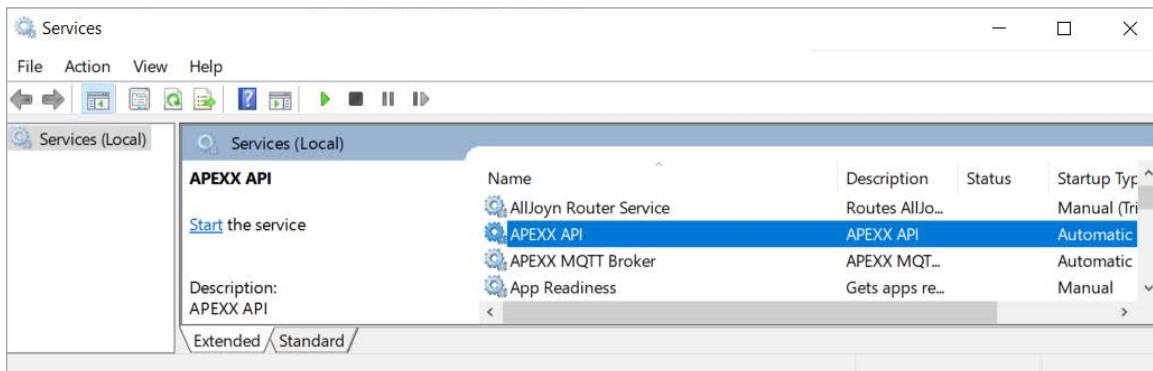 Services
File Action View Help
Services (Local)
Services (Local)
APEXX API
Start the service
Description:
APEXX API
Name Description Status Startup Typ
AllJoyn Router Service Routes AllJo... Manual (Tri
APEXX API APEXX API Automatic
APEXX MQTT Broker APEXX MQT... Automatic
App Readiness Gets apps re... Manual
Extended Standard